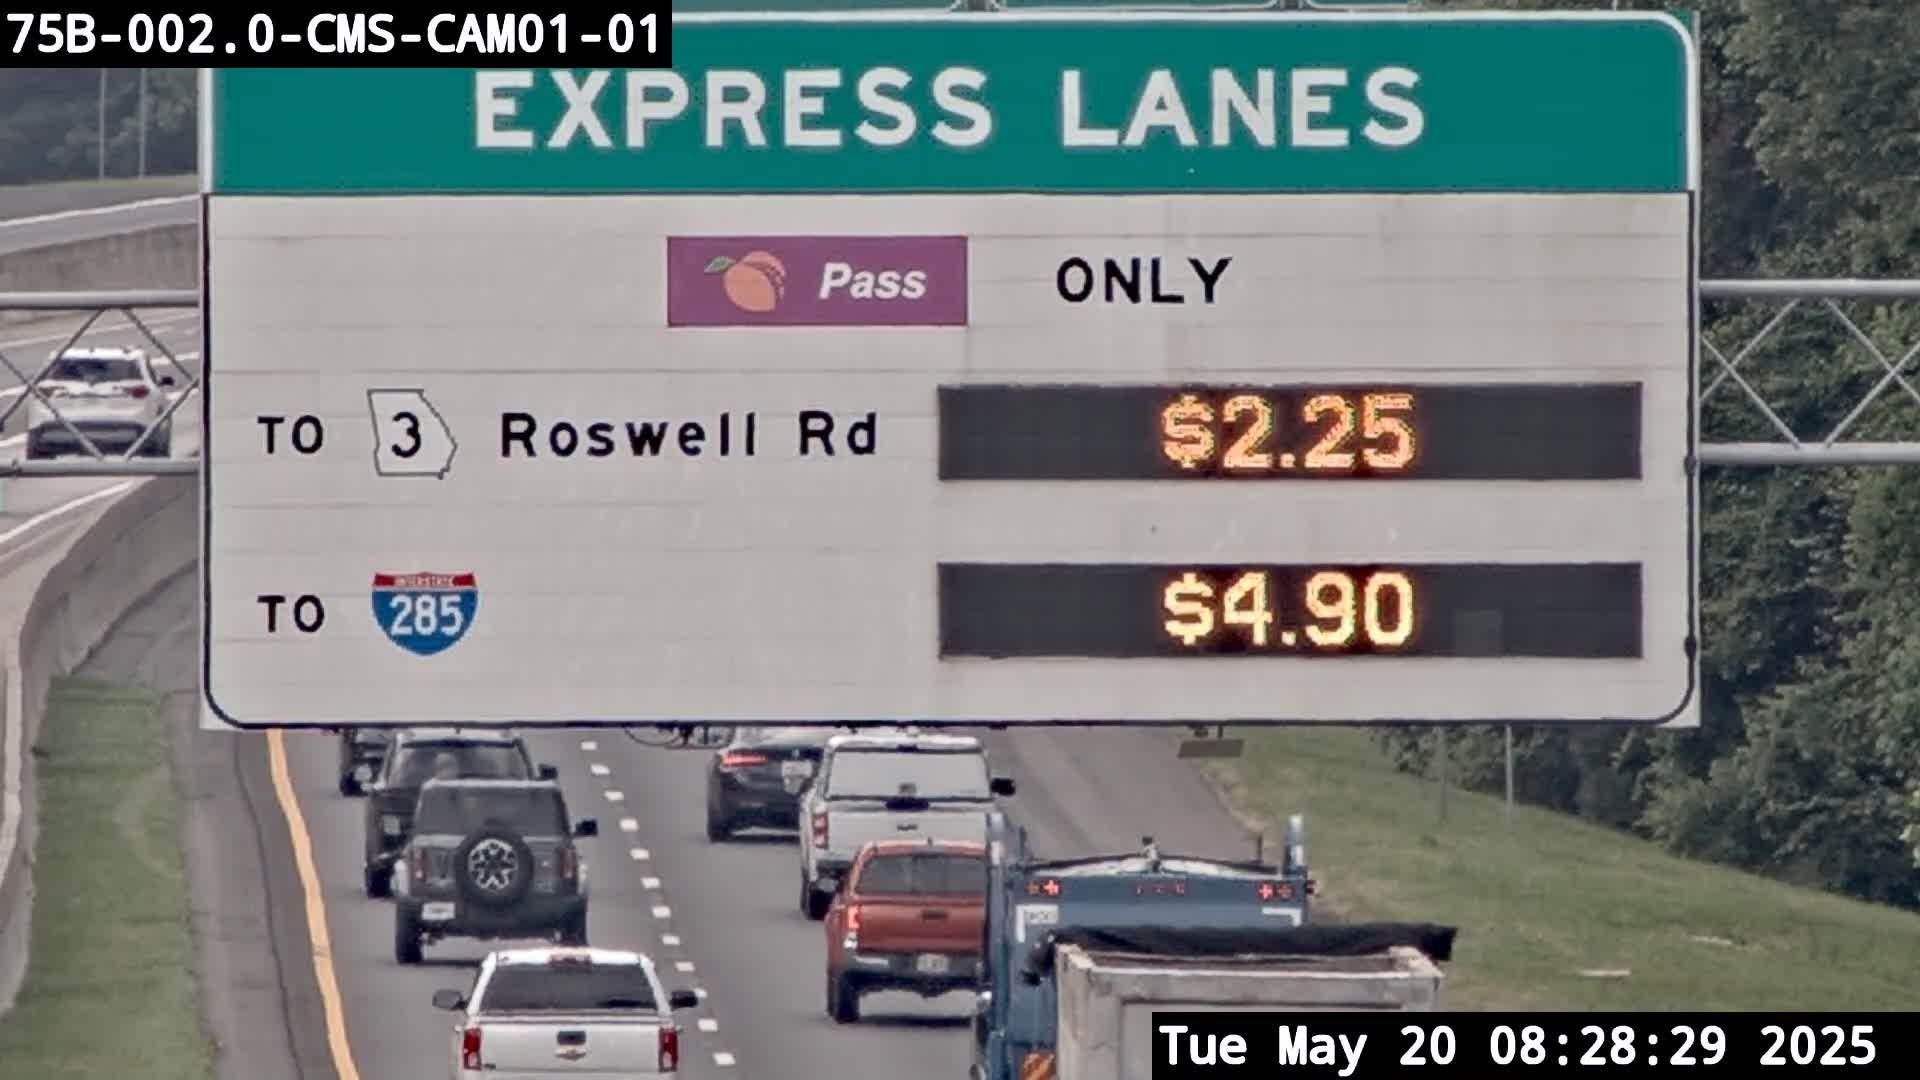 75B-002.0-CMS-CAM01-01
EXPRESS LANES
Pass ONLY
TO 3 Roswell Rd $2.25
INTERSTATE
TO 285 $4.90
Tue May 20 08:28:29 2025